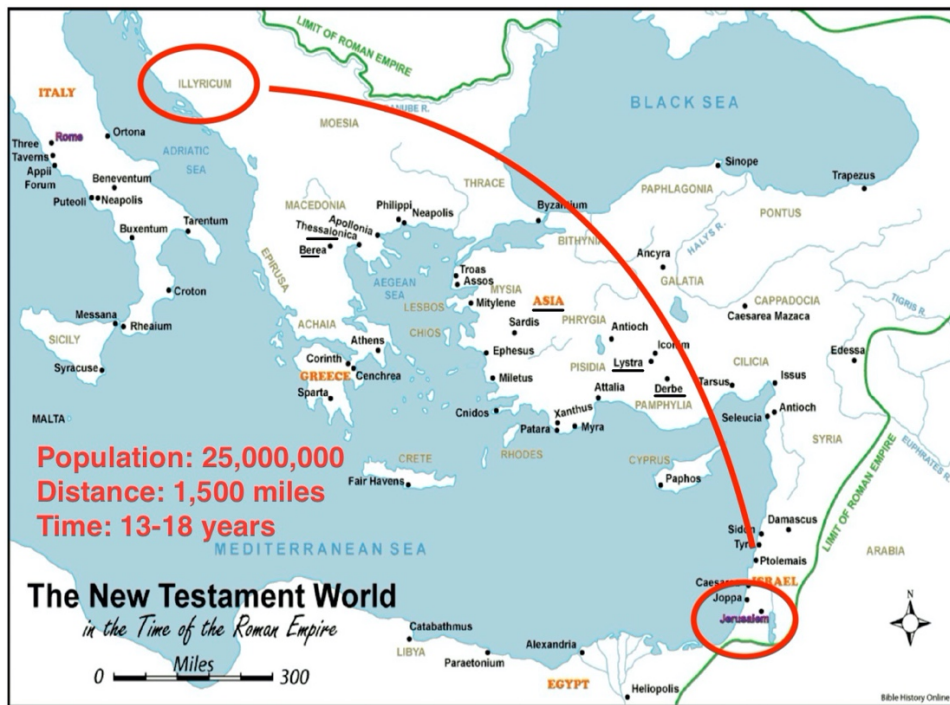 LIMIT OF ROMAN EMPIRE
ILLYRICUM
ITALY
DANUBE R.
BLACK SEA
MOESIA
Rome
Ortona
Three
Taverns
Appii
Forum
ADRIATIC
SEA
Sinope
Trapezus
Beneventum
THRACE
PAPHLAGONIA
Puteoli
Neapolis
MACEDONIA
Philippi
Neapolis
Byzantium
PONTUS
Tarentum
Apollonia
Thessalonica
Buxentum
BITHYNIA
HALYS R.
Berea
Ancyra
EPIRUSA
Troas
Assos
GALATIA
AEGEAN
SEA
MYSIA
Croton
LESBOS
Mitylene
ASIA
CAPPADOCIA
Caesarea Mazaca
TIGRIS R.
Messana
Rheaium
ACHAIA
CHIOS
Sardis
PHRYGIA
Antioch
SICILY
Athens
Iconium
Edessa
Corinth
Ephesus
Lystra
CILICIA
Syracuse
GREECE
Cenchrea
PISIDIA
Issus
Miletus
Derbe
Tarsus
Sparta
Attalia
PAMPHYLIA
MALTA
Cnidos
Xanthus
Antioch
Seleucia
Patara
Myra
SYRIA
EUPHRATES R.
Population: 25,000,000
CRETE
RHODES
CYPRUS
Distance: 1,500 miles
Fair Havens
Paphos
LIMIT OF ROMAN EMPIRE
Time: 13-18 years
Damascus
Sidon
MEDITERRANEAN SEA
Tyre
ARABIA
Ptolemais
The New Testament World
Caesarea
ISRAEL
in the Time of the Roman Empire
Joppa
N
Jerusalem
Catabathmus
Miles
LIBYA
Alexandria
0
300
Paraetonium
EGYPT
Heliopolis
Bible History Online